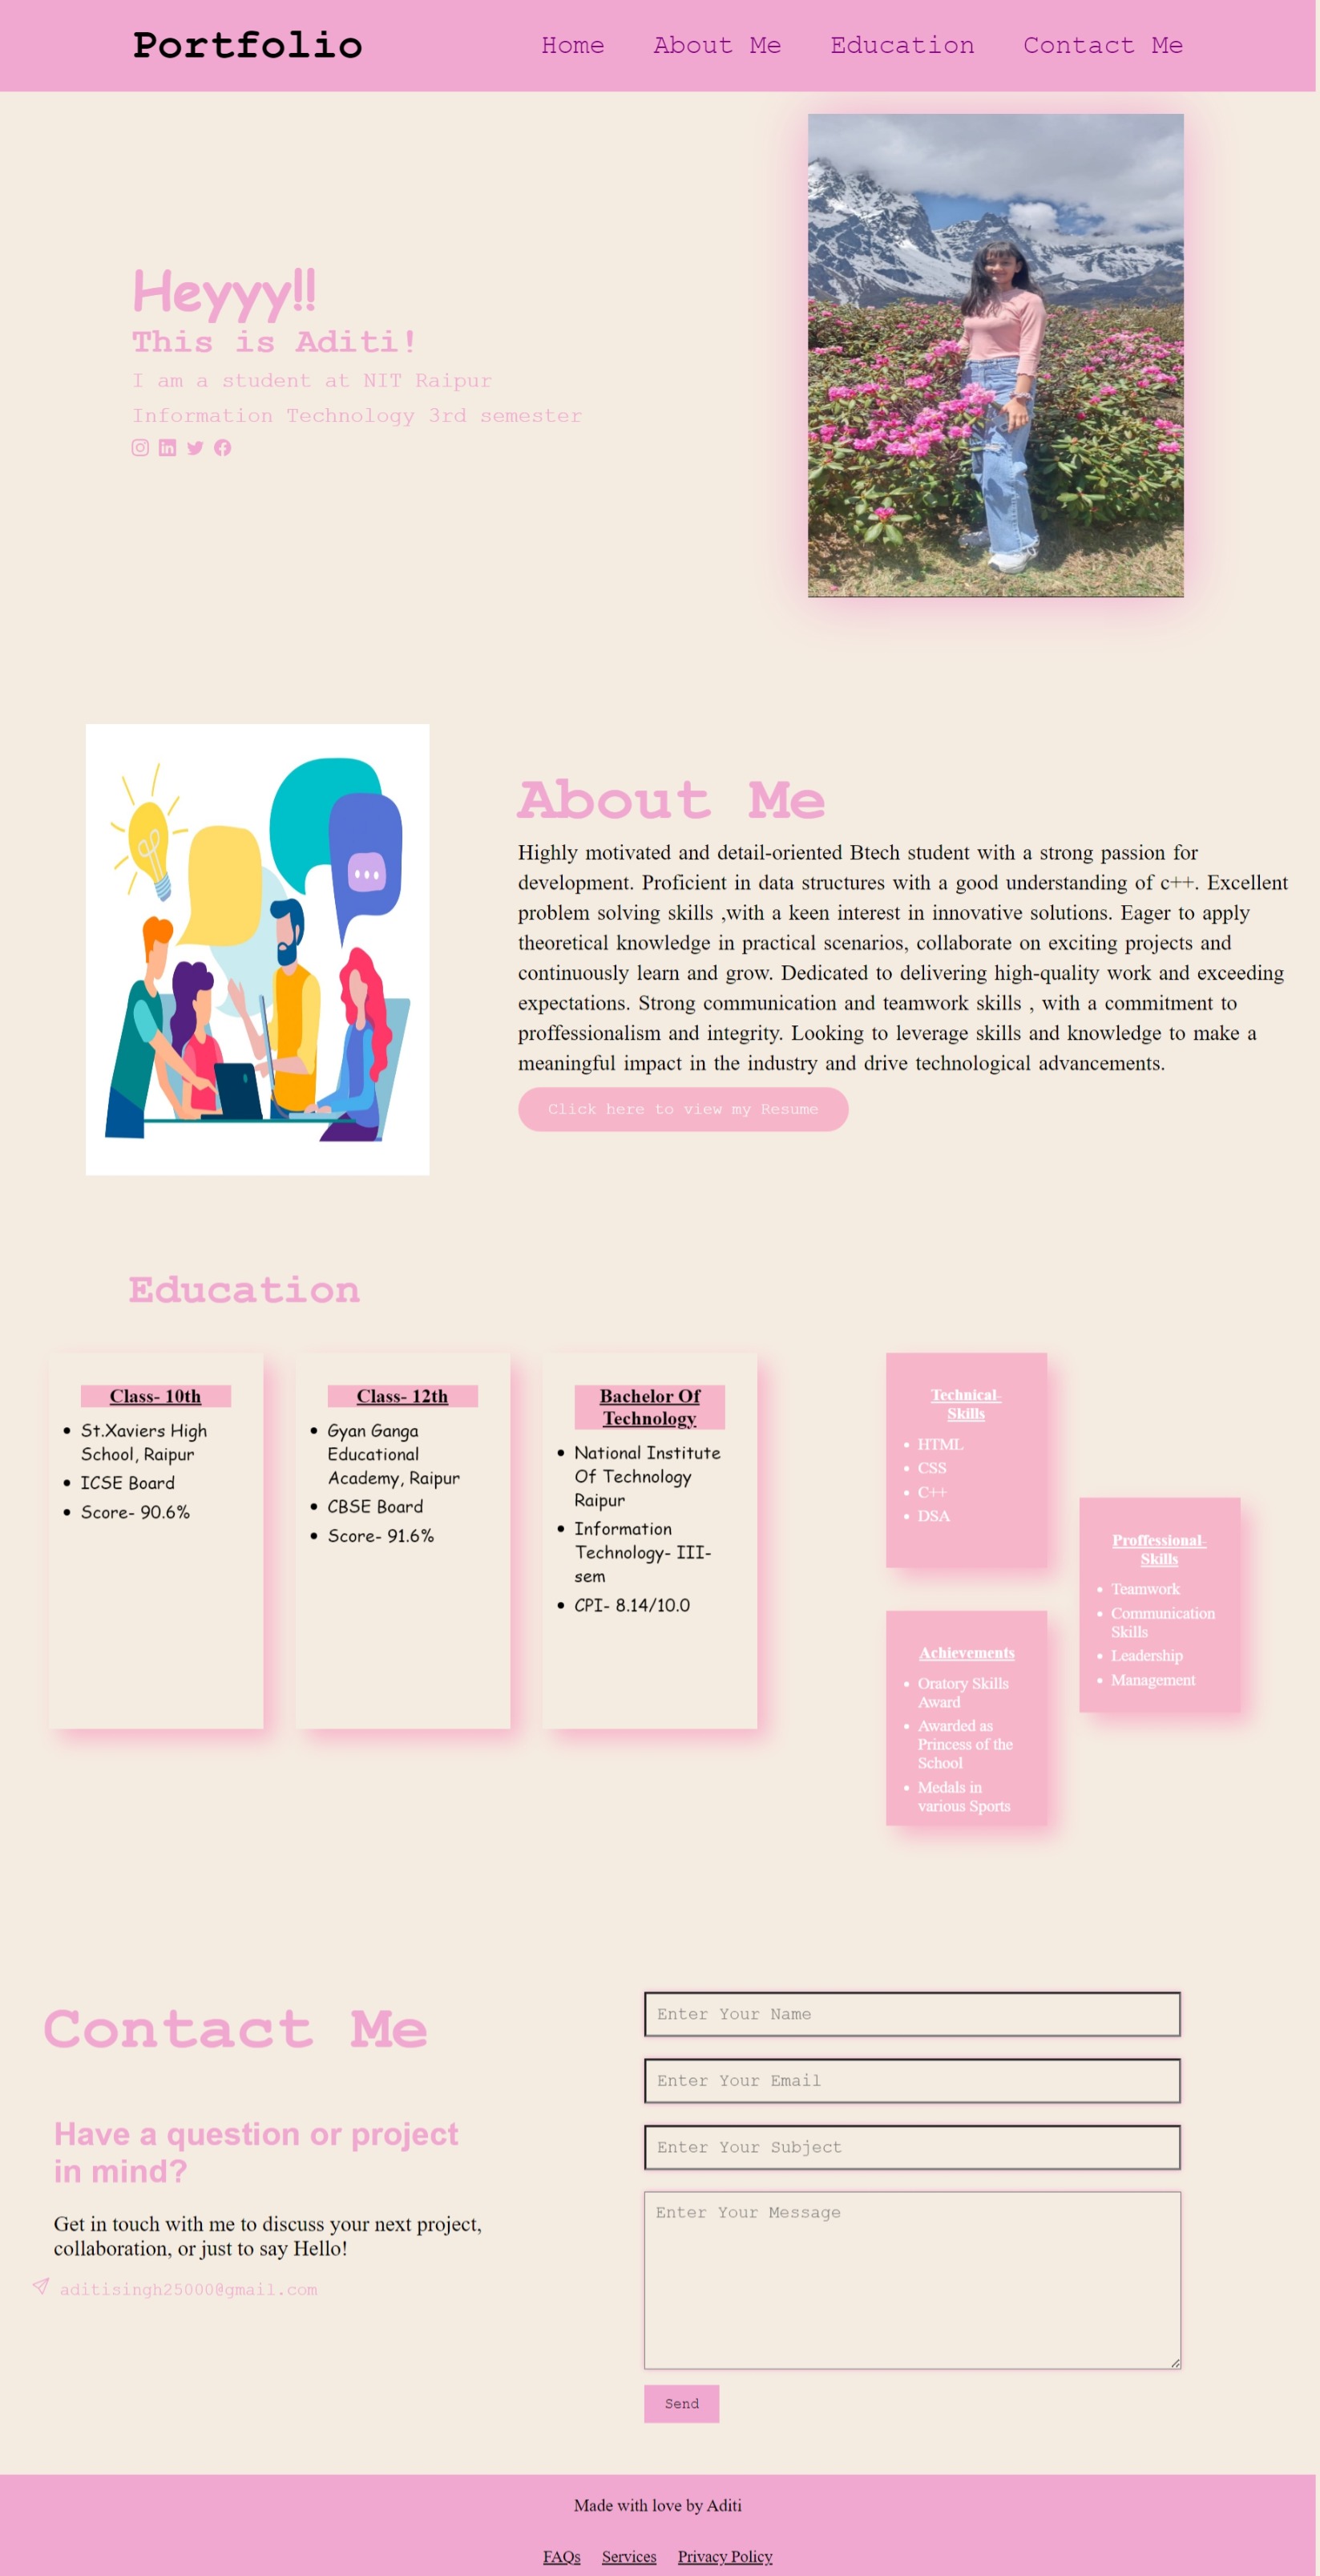 Portfolio
Home About Me Education Contact Me
Heyyy!!
This is Aditi!
I am a student at NIT Raipur
Information Technology 3rd semester
About Me
Highly motivated and detail-oriented Btech student with a strong passion for
development. Proficient in data structures with a good understanding of c++. Excellent
problem solving skills ,with a keen interest in innovative solutions. Eager to apply
theoretical knowledge in practical scenarios, collaborate on exciting projects and
continuously learn and grow. Dedicated to delivering high-quality work and exceeding
expectations. Strong communication and teamwork skills , with a commitment to
proffessionalism and integrity. Looking to leverage skills and knowledge to make a
meaningful impact in the industry and drive technological advancements.
Click here to view my Resume
Education
Class- 10th
• St.Xaviers High
School, Raipur
• ICSE Board
• Score- 90.6%
Class- 12th
• Gyan Ganga
Educational
Academy, Raipur
• CBSE Board
• Score- 91.6%
Bachelor Of
Technology
• National Institute
Of Technology
Raipur
• Information
Technology- III-
sem
• CPI- 8.14/10.0
Technical-
Skills
• HTML
• CSS
• C++
• DSA
Proffessional-
Skills
• Teamwork
• Communication
Skills
• Leadership
• Management
Achievements
• Oratory Skills
Award
• Awarded as
Princess of the
School
• Medals in
various Sports
Contact Me
Have a question or project
in mind?
Get in touch with me to discuss your next project,
collaboration, or just to say Hello!
aditisingh25000@gmail.com
Enter Your Name
Enter Your Email
Enter Your Subject
Enter Your Message
Send
Made with love by Aditi
FAQs Services Privacy Policy